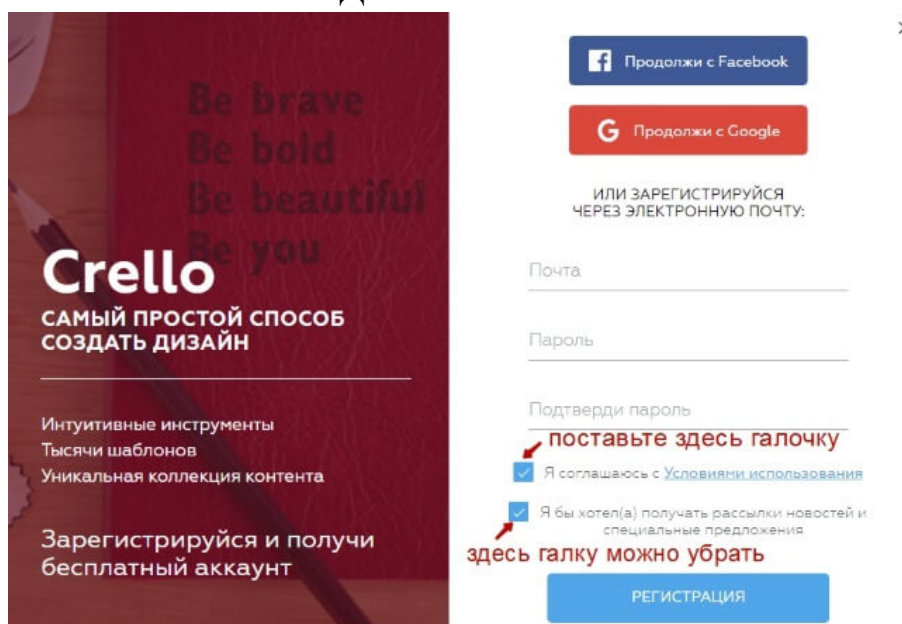 Be brave
Be bold
Be beautiful
Be you
Crello
САМЫЙ ПРОСТОЙ СПОСОБ
СОЗДАТЬ ДИЗАЙН
Интуитивные инструменты
Тысячи шаблонов
Уникальная коллекция контента
Зарегистрируйся и получи
бесплатный аккаунт
Продолжи с Facebook
Продолжи с Google
ИЛИ ЗАРЕГИСТРИРУЙСЯ
ЧЕРЕЗ ЭЛЕКТРОННУЮ ПОЧТУ:
Почта
Пароль
Подтверди пароль
поставьте здесь галочку
Я соглашаюсь с Условиями использования
Я бы хотел(а) получать рассылки новостей и
специальные предложения
здесь галку можно убрать
РЕГИСТРАЦИЯ